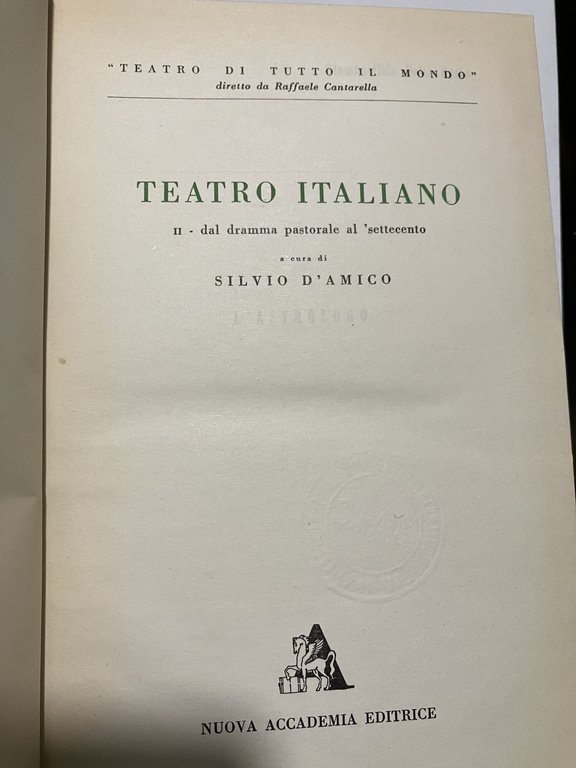 "TEATRO DI TUTTO IL MONDO"
diretto da Raffaele Cantarella
TEATRO ITALIANO
II - dal dramma pastorale al 'settecento
a cura di
SILVIO D'AMICO
NUOVA ACCADEMIA EDITRICE